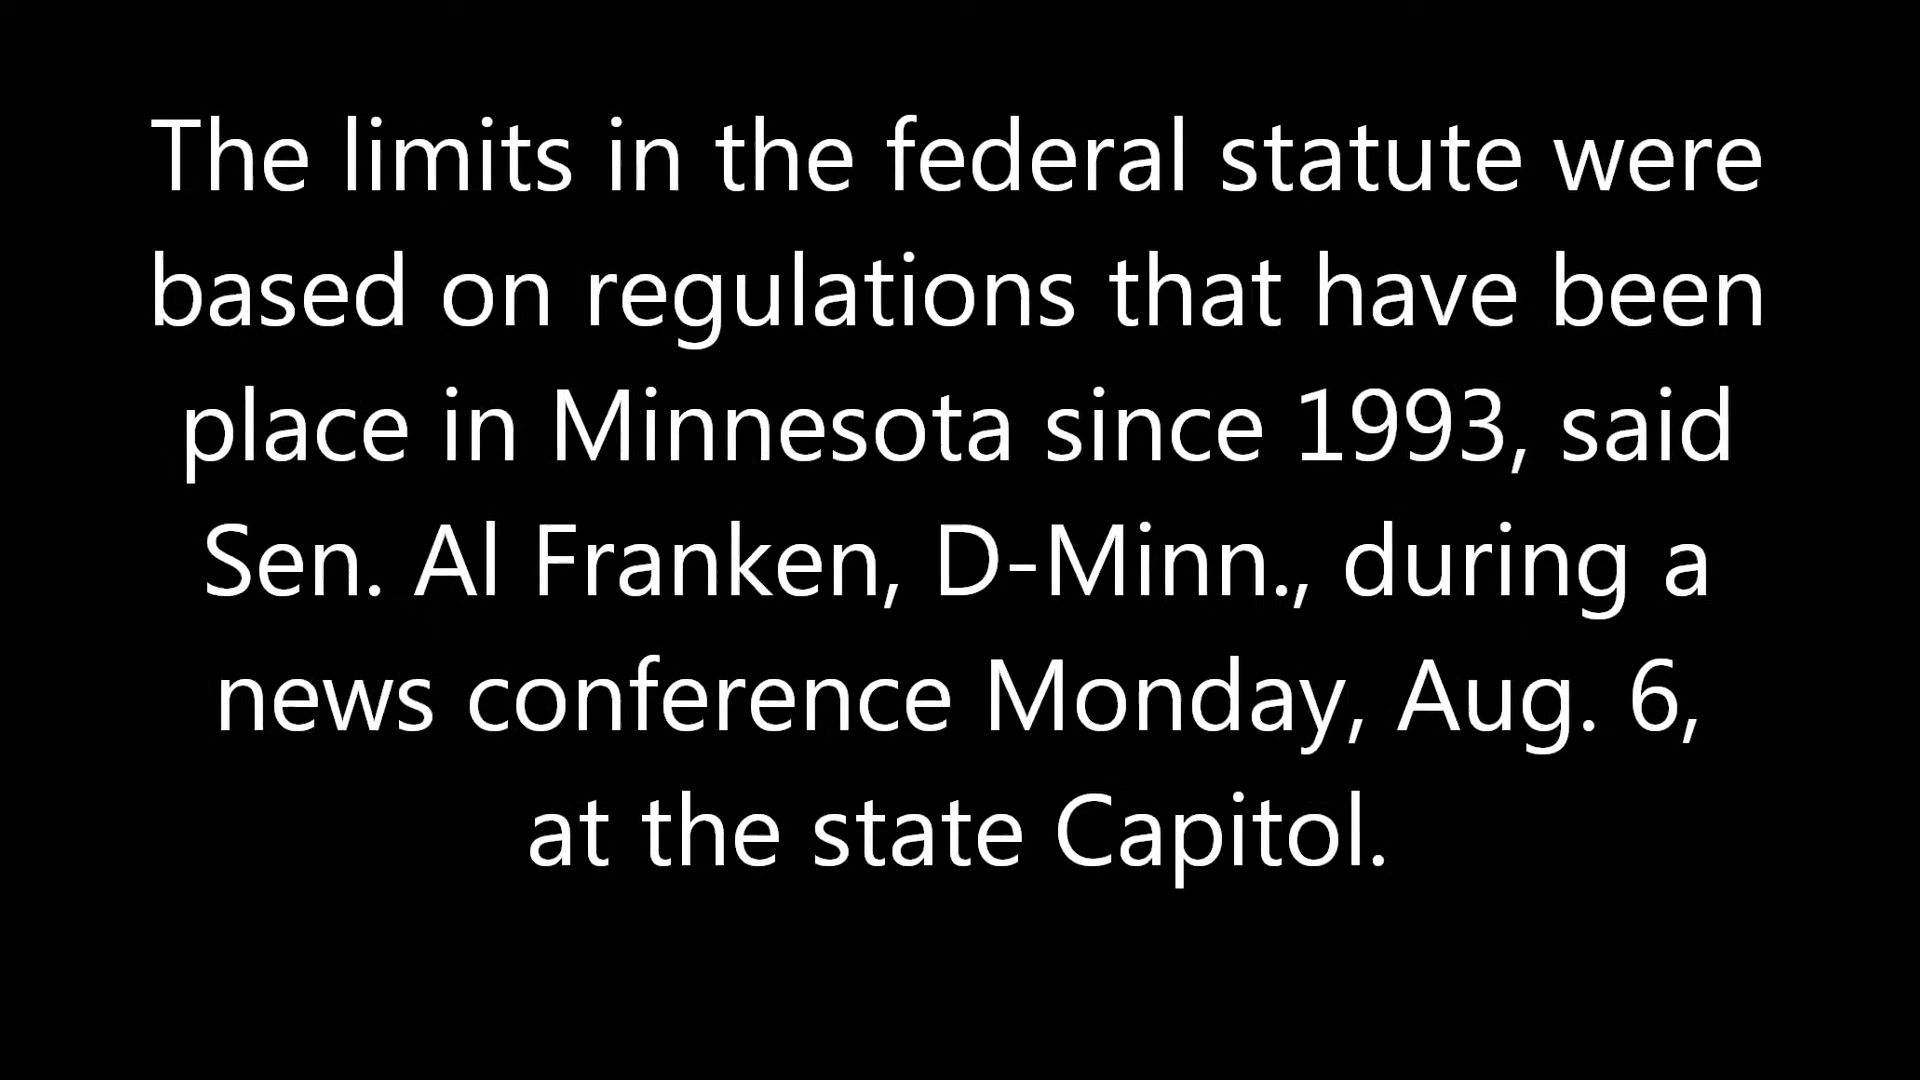 The limits in the federal statute were
based on regulations that have been
place in Minnesota since 1993, said
Sen. Al Franken, D-Minn., during a
news conference Monday, Aug. 6,
at the state Capitol.